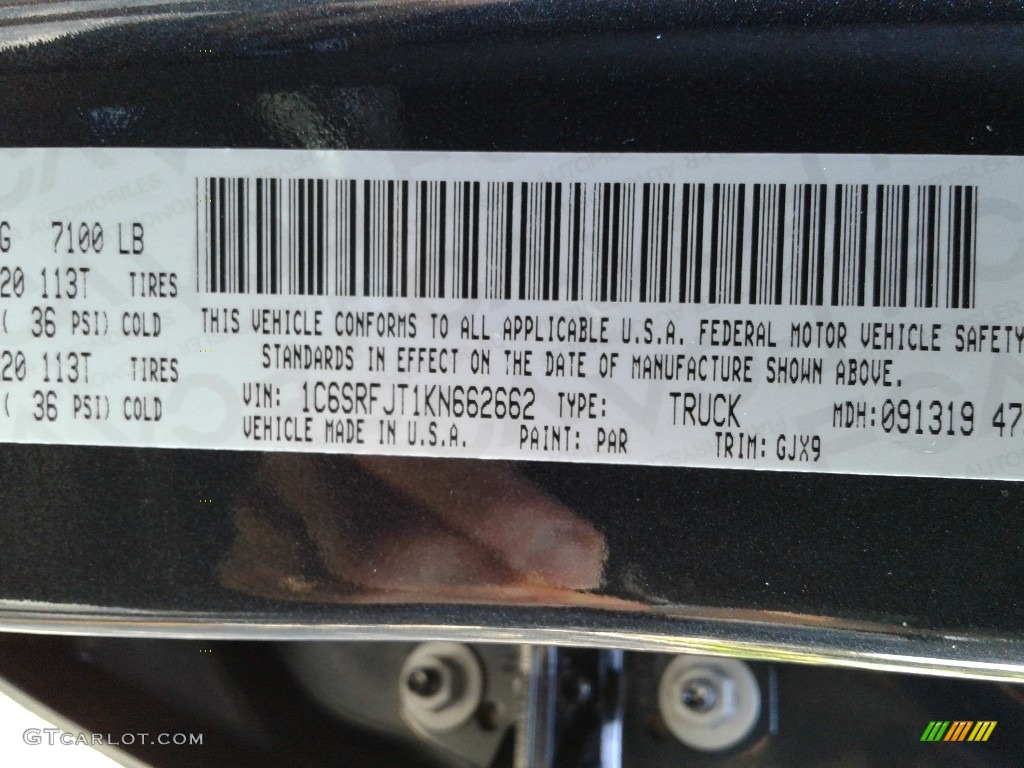 G 7100 LB
20 113T TIRES
( 36 PSI) COLD
20 113T TIRES
( 36 PSI) COLD
THIS VEHICLE CONFORMS TO ALL APPLICABLE U.S.A. FEDERAL MOTOR VEHICLE SAFETY
STANDARDS IN EFFECT ON THE DATE OF MANUFACTURE SHOWN ABOVE.
VIN: 1C6SRFJT1KN662662 TYPE: TRUCK MDH:091319 47
VEHICLE MADE IN U.S.A. PAINT: PAR TRIM: GJX9
GTCARLOT.COM